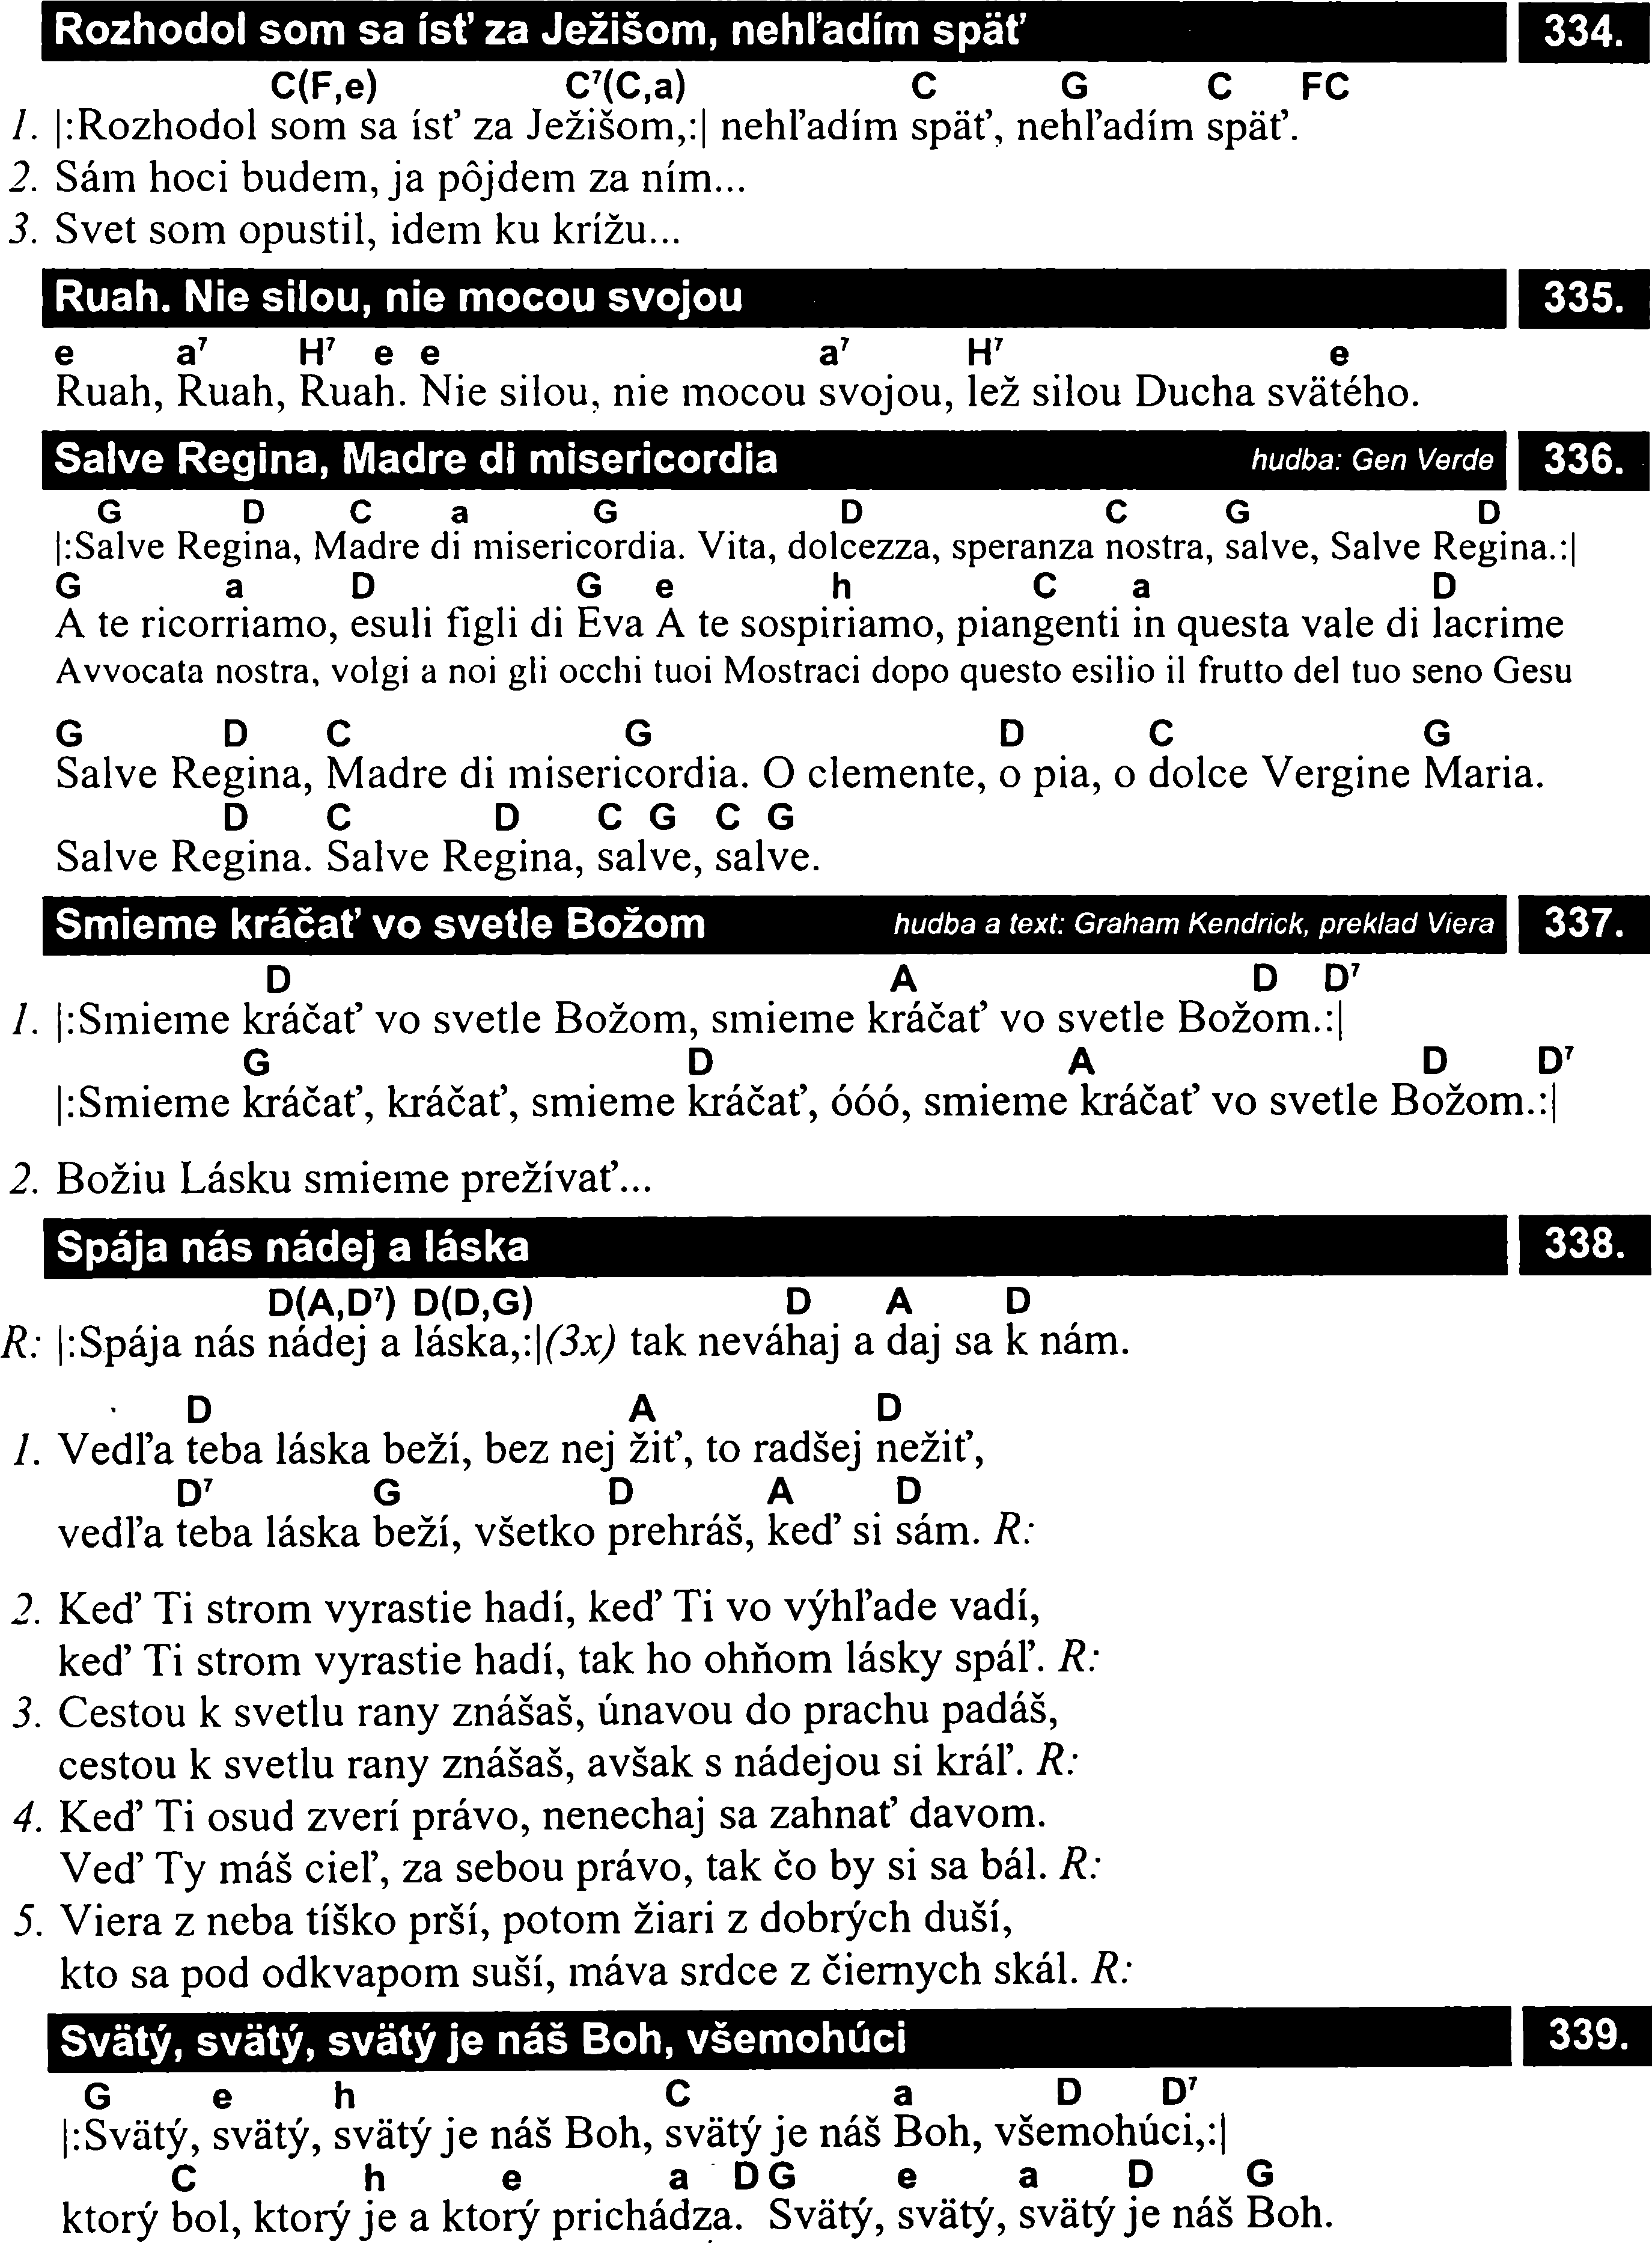 Rozhodol som sa ísť za Ježišom, nehľadím späť 334.
C(F,e) C⁷(C,a) C G C FC
1. |:Rozhodol som sa ísť za Ježišom,:| nehľadím späť, nehľadím späť.
2. Sám hoci budem, ja pôjdem za ním...
3. Svet som opustil, idem ku krížu...
Ruah. Nie silou, nie mocou svojou 335.
e a⁷ H⁷ e e a⁷ H⁷ e
Ruah, Ruah, Ruah. Nie silou, nie mocou svojou, lež silou Ducha svätého.
Salve Regina, Madre di misericordia hudba: Gen Verde 336.
G D C a G D C G D
|:Salve Regina, Madre di misericordia. Vita, dolcezza, speranza nostra, salve, Salve Regina.:|
G a D G e h C a D
A te ricorriamo, esuli figli di Eva A te sospiriamo, piangenti in questa vale di lacrime
Avvocata nostra, volgi a noi gli occhi tuoi Mostraci dopo questo esilio il frutto del tuo seno Gesu
G D C G D C G
Salve Regina, Madre di misericordia. O clemente, o pia, o dolce Vergine Maria.
D C D C G C G
Salve Regina. Salve Regina, salve, salve.
Smieme kráčať vo svetle Božom hudba a text: Graham Kendrick, preklad Viera 337.
D A D D⁷
1. |:Smieme kráčať vo svetle Božom, smieme kráčať vo svetle Božom.:|
G D A D D⁷
|:Smieme kráčať, kráčať, smieme kráčať, óóó, smieme kráčať vo svetle Božom.:|
2. Božiu Lásku smieme prežívať...
Spája nás nádej a láska 338.
D(A,D⁷) D(D,G) D A D
R: |:Spája nás nádej a láska,:|(3x) tak neváhaj a daj sa k nám.
D A D
1. Vedľa teba láska beží, bez nej žiť, to radšej nežiť,
D⁷ G D A D
vedľa teba láska beží, všetko prehráš, keď si sám. R:
2. Keď Ti strom vyrastie hadí, keď Ti vo výhľade vadí,
keď Ti strom vyrastie hadí, tak ho ohňom lásky spáľ. R:
3. Cestou k svetlu rany znášaš, únavou do prachu padáš,
cestou k svetlu rany znášaš, avšak s nádejou si kráľ. R:
4. Keď Ti osud zverí právo, nenechaj sa zahnať davom.
Veď Ty máš cieľ, za sebou právo, tak čo by si sa bál. R:
5. Viera z neba tíško prší, potom žiari z dobrých duší,
kto sa pod odkvapom suší, máva srdce z čiernych skál. R:
Svätý, svätý, svätý je náš Boh, všemohúci 339.
G e h C a D D⁷
|:Svätý, svätý, svätý je náš Boh, svätý je náš Boh, všemohúci,:|
C h e a D G e a D G
ktorý bol, ktorý je a ktorý prichádza. Svätý, svätý, svätý je náš Boh.